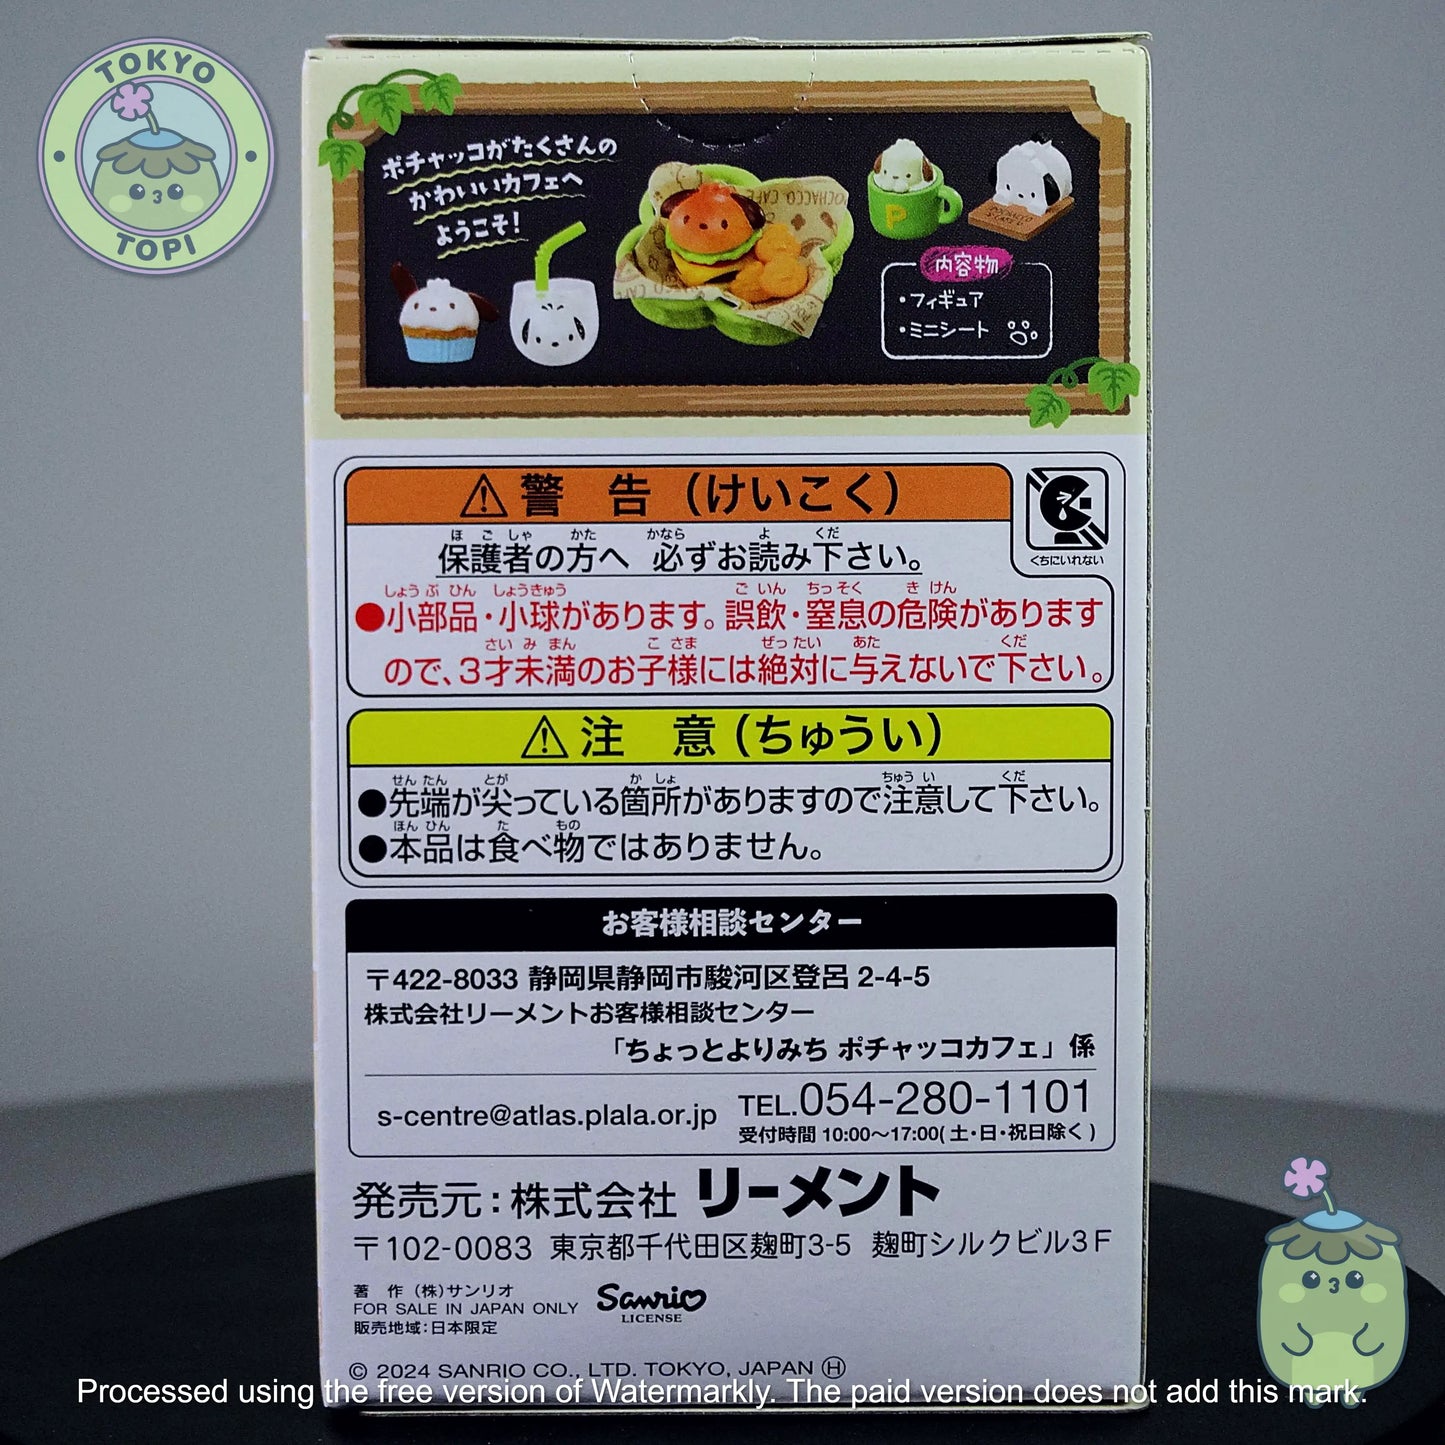 TOKYO
TOPI
ポチャッコがたくさんの
かわいいカフェへ
ようこそ!
POCHACCO CAFE
P
内容物
・フィギュア
・ミニシート
警 告(けいこく)
くちにいれない
保護者の方へ 必ずお読み下さい。
ほごしゃ かた かなら よ くだ
しょうぶひん しょうきゅう ごいん ちっそく きけん
●小部品・小球があります。誤飲・窒息の危険があります
さいみまん こさま ぜったい あた くだ
ので、3才未満のお子様には絶対に与えないで下さい。
注 意(ちゅうい)
せんたん とが かしょ ちゅうい くだ
●先端が尖っている箇所がありますので注意して下さい。
ほんひん た もの
●本品は食べ物ではありません。
お客様相談センター
〒422-8033 静岡県静岡市駿河区登呂 2-4-5
株式会社リーメントお客様相談センター
「ちょっとよりみち ポチャッコカフェ」係
s-centre@atlas.plala.or.jp
TEL.054-280-1101
受付時間 10:00〜17:00(土・日・祝日除く)
発売元:株式会社 リーメント
〒102-0083 東京都千代田区麹町3-5 麹町シルクビル3F
著 作 (株)サンリオ
FOR SALE IN JAPAN ONLY
販売地域:日本限定
Sanrio
LICENSE
© 2024 SANRIO CO., LTD. TOKYO, JAPAN Ⓗ
Processed using the free version of Watermarkly. The paid version does not add this mark.